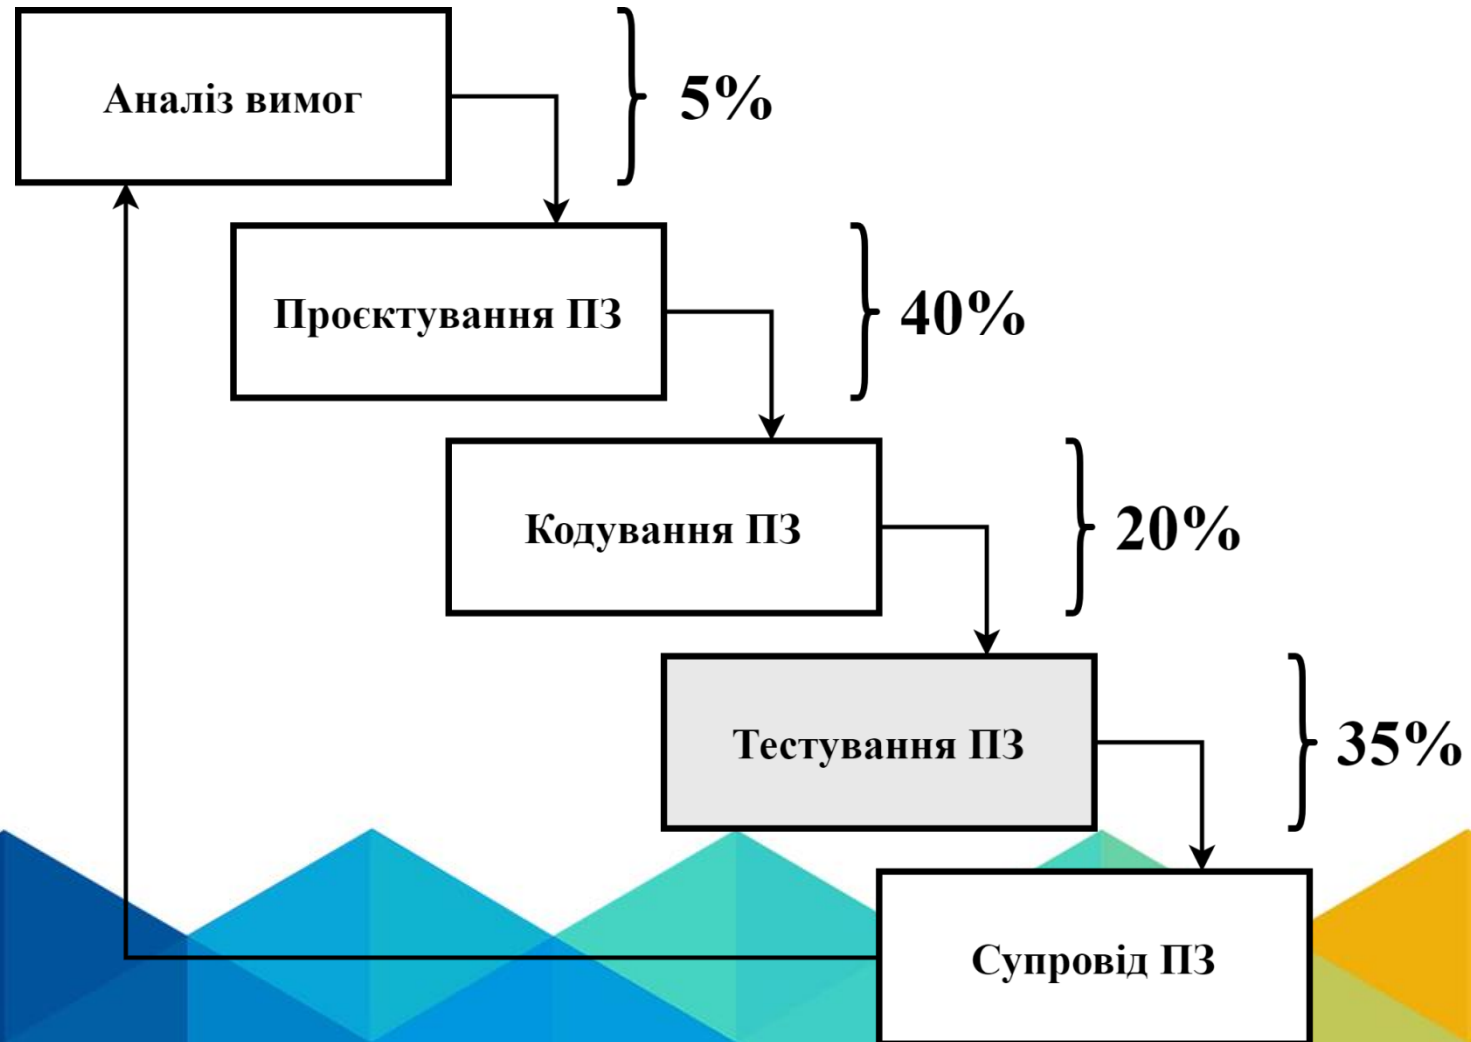 Аналіз вимог
5%
Проєктування ПЗ
40%
Кодування ПЗ
20%
Тестування ПЗ
35%
Супровід ПЗ